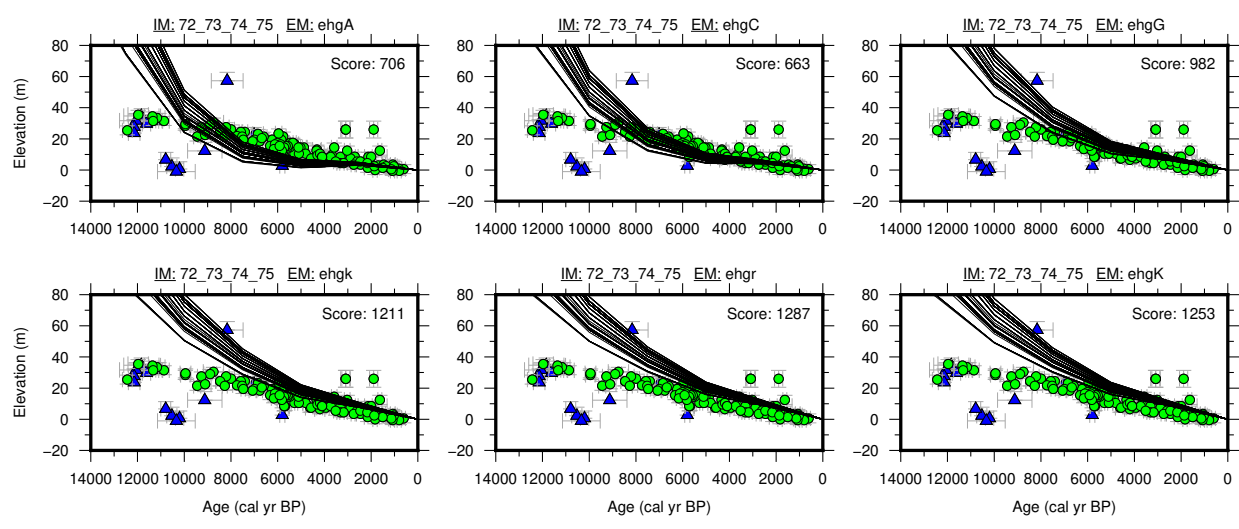 IM: 72_73_74_75 EM: ehgA
IM: 72_73_74_75 EM: ehgC
IM: 72_73_74_75 EM: ehgG
Elevation (m)
80
60
40
20
0
−20
Score: 706
Score: 663
Score: 982
14000 12000 10000 8000 6000 4000 2000 0
14000 12000 10000 8000 6000 4000 2000 0
14000 12000 10000 8000 6000 4000 2000 0
IM: 72_73_74_75 EM: ehgk
IM: 72_73_74_75 EM: ehgr
IM: 72_73_74_75 EM: ehgK
Elevation (m)
80
60
40
20
0
−20
Score: 1211
Score: 1287
Score: 1253
14000 12000 10000 8000 6000 4000 2000 0
14000 12000 10000 8000 6000 4000 2000 0
14000 12000 10000 8000 6000 4000 2000 0
Age (cal yr BP)
Age (cal yr BP)
Age (cal yr BP)